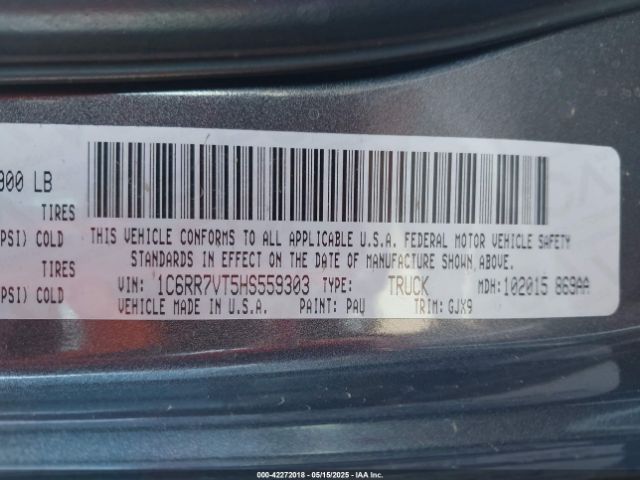 900 LB
TIRES
PSI) COLD
TIRES
PSI) COLD
THIS VEHICLE CONFORMS TO ALL APPLICABLE U.S.A. FEDERAL MOTOR VEHICLE SAFETY
STANDARDS IN EFFECT ON THE DATE OF MANUFACTURE SHOWN ABOVE.
VIN: 1C6RR7VT5HS559303 TYPE: TRUCK MDH: 102015 869AA
VEHICLE MADE IN U.S.A. PAINT: PAU TRIM: GJX9
000-42272018 - 05/15/2025 - IAA Inc.